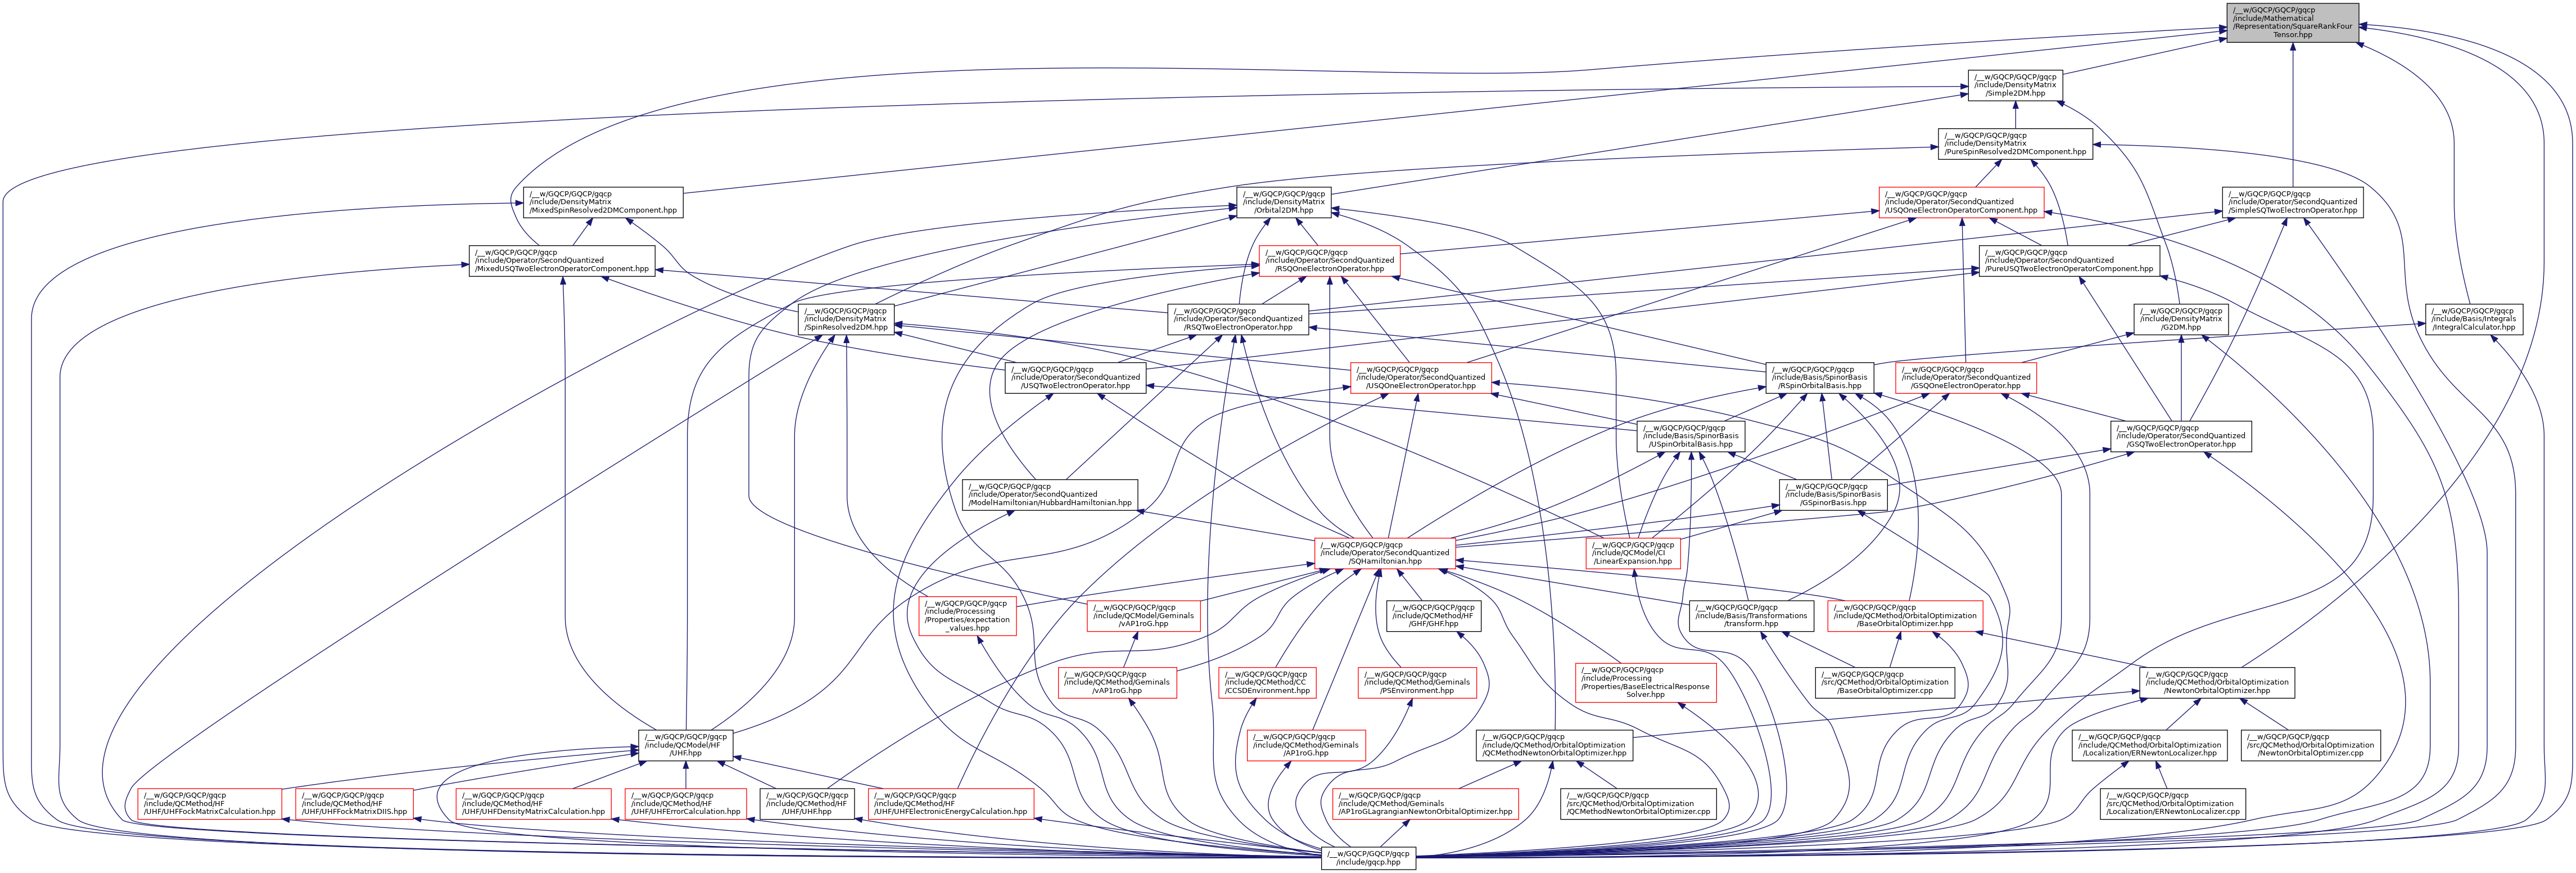 /__w/GQCP/GQCP/gqcp
/include/Mathematical
/Representation/SquareRankFour
Tensor.hpp
/__w/GQCP/GQCP/gqcp
/include/DensityMatrix
/Simple2DM.hpp
/__w/GQCP/GQCP/gqcp
/include/DensityMatrix
/PureSpinResolved2DMComponent.hpp
/__w/GQCP/GQCP/gqcp
/include/DensityMatrix
/MixedSpinResolved2DMComponent.hpp
/__w/GQCP/GQCP/gqcp
/include/DensityMatrix
/Orbital2DM.hpp
/__w/GQCP/GQCP/gqcp
/include/Operator/SecondQuantized
/USQOneElectronOperatorComponent.hpp
/__w/GQCP/GQCP/gqcp
/include/Operator/SecondQuantized
/SimpleSQTwoElectronOperator.hpp
/__w/GQCP/GQCP/gqcp
/include/Operator/SecondQuantized
/MixedUSQTwoElectronOperatorComponent.hpp
/__w/GQCP/GQCP/gqcp
/include/Operator/SecondQuantized
/RSQOneElectronOperator.hpp
/__w/GQCP/GQCP/gqcp
/include/Operator/SecondQuantized
/PureUSQTwoElectronOperatorComponent.hpp
/__w/GQCP/GQCP/gqcp
/include/DensityMatrix
/SpinResolved2DM.hpp
/__w/GQCP/GQCP/gqcp
/include/Operator/SecondQuantized
/RSQTwoElectronOperator.hpp
/__w/GQCP/GQCP/gqcp
/include/DensityMatrix
/G2DM.hpp
/__w/GQCP/GQCP/gqcp
/include/Basis/Integrals
/IntegralCalculator.hpp
/__w/GQCP/GQCP/gqcp
/include/Operator/SecondQuantized
/USQTwoElectronOperator.hpp
/__w/GQCP/GQCP/gqcp
/include/Operator/SecondQuantized
/USQOneElectronOperator.hpp
/__w/GQCP/GQCP/gqcp
/include/Basis/SpinorBasis
/RSpinOrbitalBasis.hpp
/__w/GQCP/GQCP/gqcp
/include/Operator/SecondQuantized
/GSQOneElectronOperator.hpp
/__w/GQCP/GQCP/gqcp
/include/Basis/SpinorBasis
/USpinOrbitalBasis.hpp
/__w/GQCP/GQCP/gqcp
/include/Operator/SecondQuantized
/GSQTwoElectronOperator.hpp
/__w/GQCP/GQCP/gqcp
/include/Operator/SecondQuantized
/ModelHamiltonian/HubbardHamiltonian.hpp
/__w/GQCP/GQCP/gqcp
/include/Basis/SpinorBasis
/GSpinorBasis.hpp
/__w/GQCP/GQCP/gqcp
/include/Operator/SecondQuantized
/SQHamiltonian.hpp
/__w/GQCP/GQCP/gqcp
/include/QCModel/CI
/LinearExpansion.hpp
/__w/GQCP/GQCP/gqcp
/include/Processing
/Properties/expectation
_values.hpp
/__w/GQCP/GQCP/gqcp
/include/QCModel/Geminals
/vAP1roG.hpp
/__w/GQCP/GQCP/gqcp
/include/QCMethod/HF
/GHF/GHF.hpp
/__w/GQCP/GQCP/gqcp
/include/Basis/Transformations
/transform.hpp
/__w/GQCP/GQCP/gqcp
/include/QCMethod/OrbitalOptimization
/BaseOrbitalOptimizer.hpp
/__w/GQCP/GQCP/gqcp
/include/QCMethod/Geminals
/vAP1roG.hpp
/__w/GQCP/GQCP/gqcp
/include/QCMethod/CC
/CCSDEnvironment.hpp
/__w/GQCP/GQCP/gqcp
/include/QCMethod/Geminals
/PSEnvironment.hpp
/__w/GQCP/GQCP/gqcp
/include/Processing
/Properties/BaseElectricalResponse
Solver.hpp
/__w/GQCP/GQCP/gqcp
/src/QCMethod/OrbitalOptimization
/BaseOrbitalOptimizer.cpp
/__w/GQCP/GQCP/gqcp
/include/QCMethod/OrbitalOptimization
/NewtonOrbitalOptimizer.hpp
/__w/GQCP/GQCP/gqcp
/include/QCModel/HF
/UHF.hpp
/__w/GQCP/GQCP/gqcp
/include/QCMethod/Geminals
/AP1roG.hpp
/__w/GQCP/GQCP/gqcp
/include/QCMethod/OrbitalOptimization
/QCMethodNewtonOrbitalOptimizer.hpp
/__w/GQCP/GQCP/gqcp
/include/QCMethod/OrbitalOptimization
/Localization/ERNewtonLocalizer.hpp
/__w/GQCP/GQCP/gqcp
/src/QCMethod/OrbitalOptimization
/NewtonOrbitalOptimizer.cpp
/__w/GQCP/GQCP/gqcp
/include/QCMethod/HF
/UHF/UHFFockMatrixCalculation.hpp
/__w/GQCP/GQCP/gqcp
/include/QCMethod/HF
/UHF/UHFFockMatrixDIIS.hpp
/__w/GQCP/GQCP/gqcp
/include/QCMethod/HF
/UHF/UHFDensityMatrixCalculation.hpp
/__w/GQCP/GQCP/gqcp
/include/QCMethod/HF
/UHF/UHFErrorCalculation.hpp
/__w/GQCP/GQCP/gqcp
/include/QCMethod/HF
/UHF/UHF.hpp
/__w/GQCP/GQCP/gqcp
/include/QCMethod/HF
/UHF/UHFElectronicEnergyCalculation.hpp
/__w/GQCP/GQCP/gqcp
/include/QCMethod/Geminals
/AP1roGLagrangianNewtonOrbitalOptimizer.hpp
/__w/GQCP/GQCP/gqcp
/src/QCMethod/OrbitalOptimization
/QCMethodNewtonOrbitalOptimizer.cpp
/__w/GQCP/GQCP/gqcp
/src/QCMethod/OrbitalOptimization
/Localization/ERNewtonLocalizer.cpp
/__w/GQCP/GQCP/gqcp
/include/gqcp.hpp